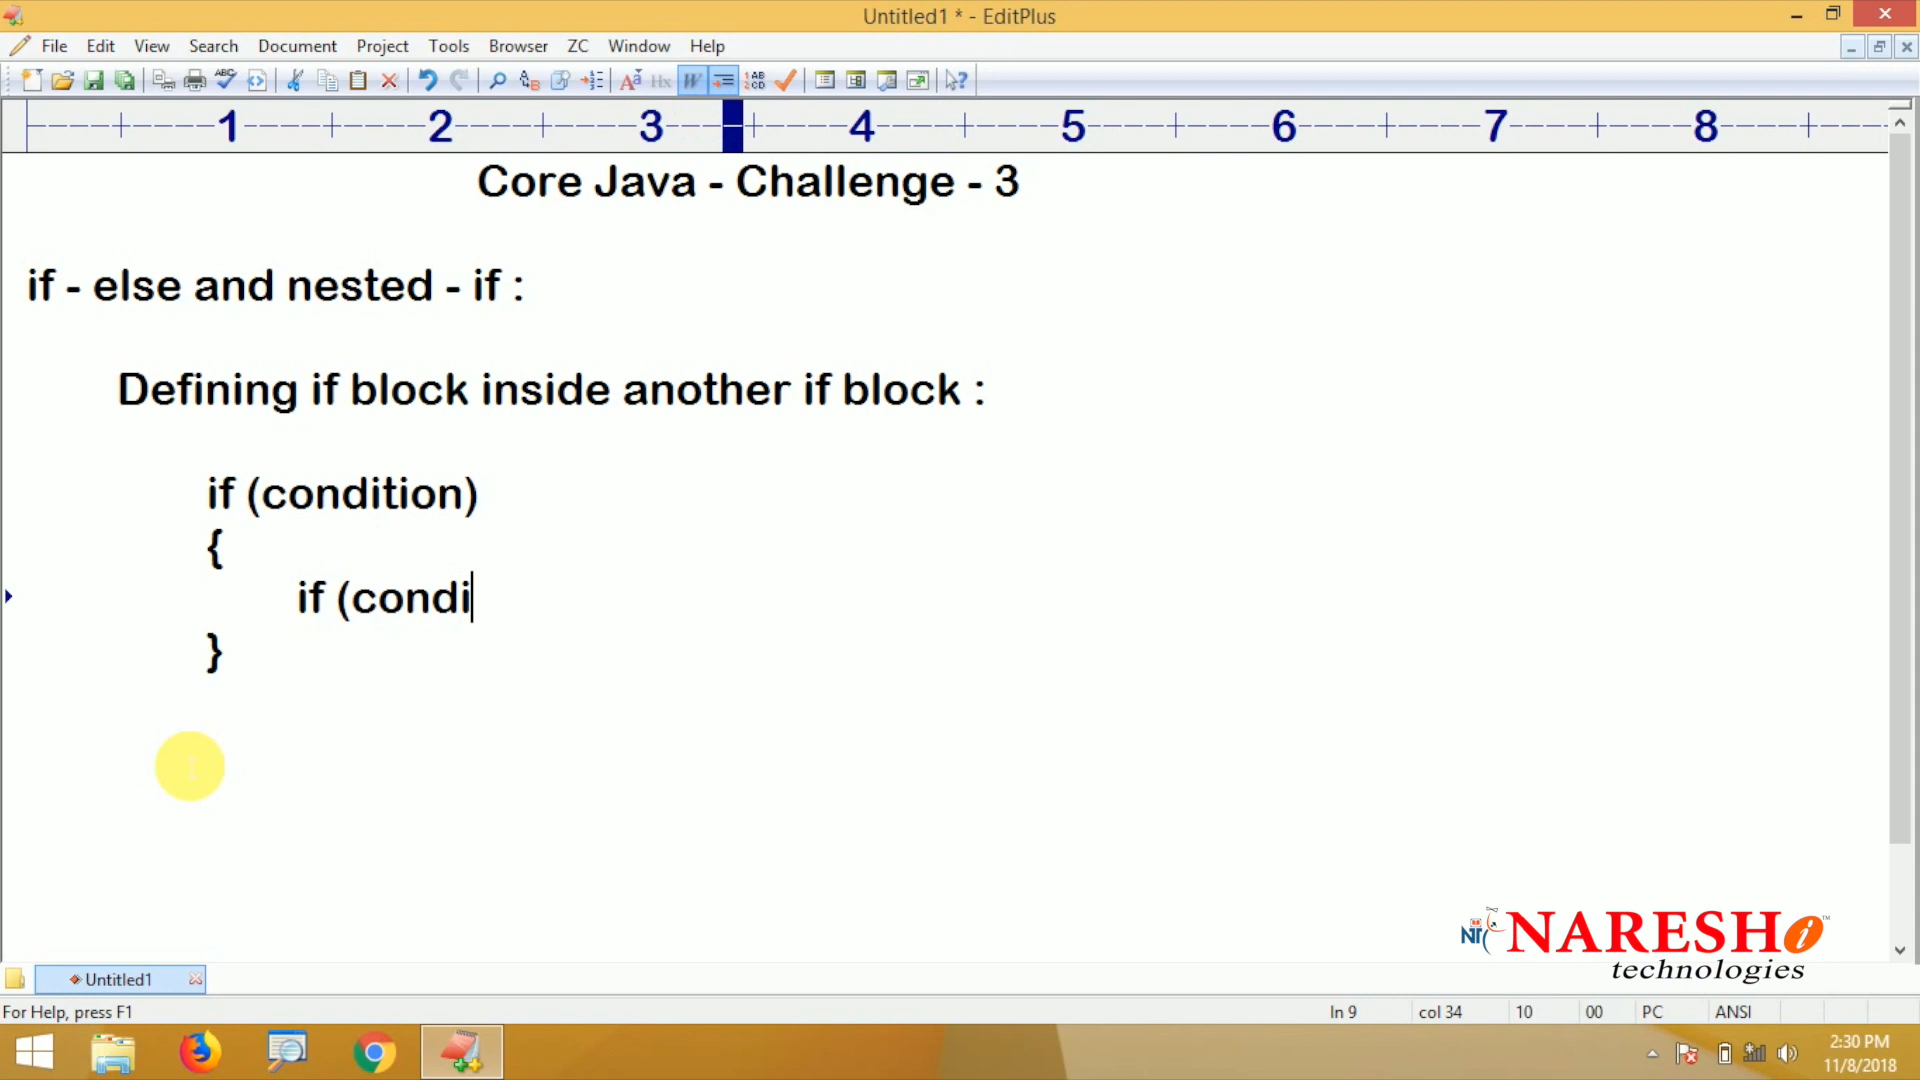 Untitled1 * - EditPlus
File Edit View Search Document Project Tools Browser ZC Window Help
1 2 3 4 5 6 7 8
Core Java - Challenge - 3
if - else and nested - if :
Defining if block inside another if block :
if (condition)
{
if (condi
}
NARESHi
technologies
Untitled1
For Help, press F1
ln 9 col 34 10 00 PC ANSI
2:30 PM
11/8/2018